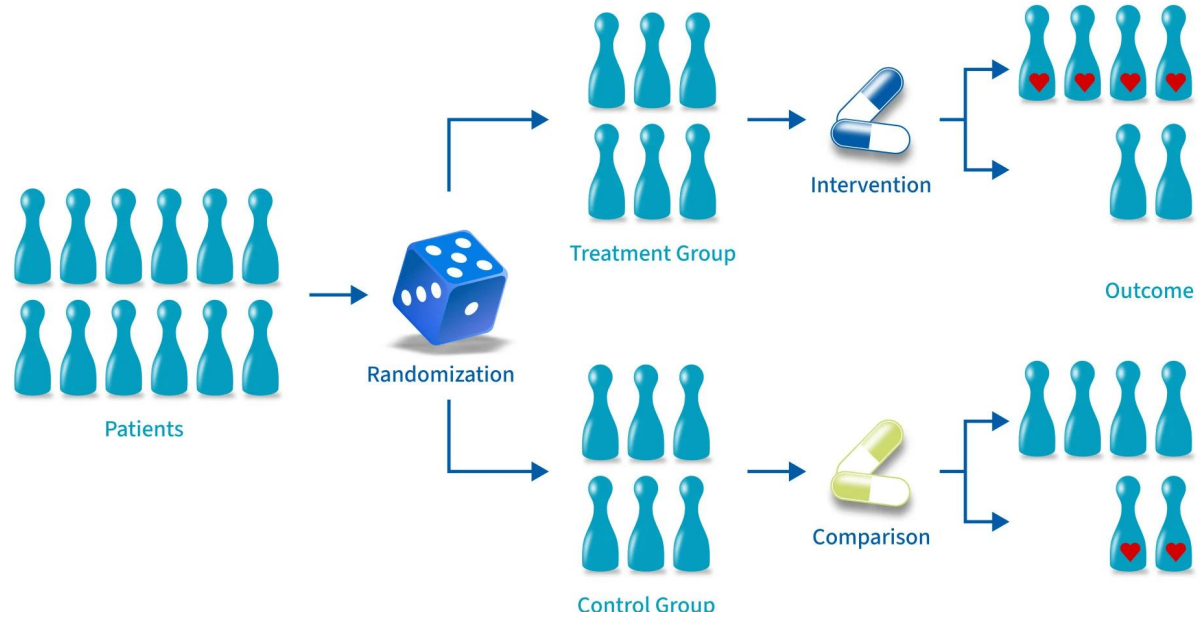 Patients
Randomization
Treatment Group
Intervention
Outcome
Control Group
Comparison